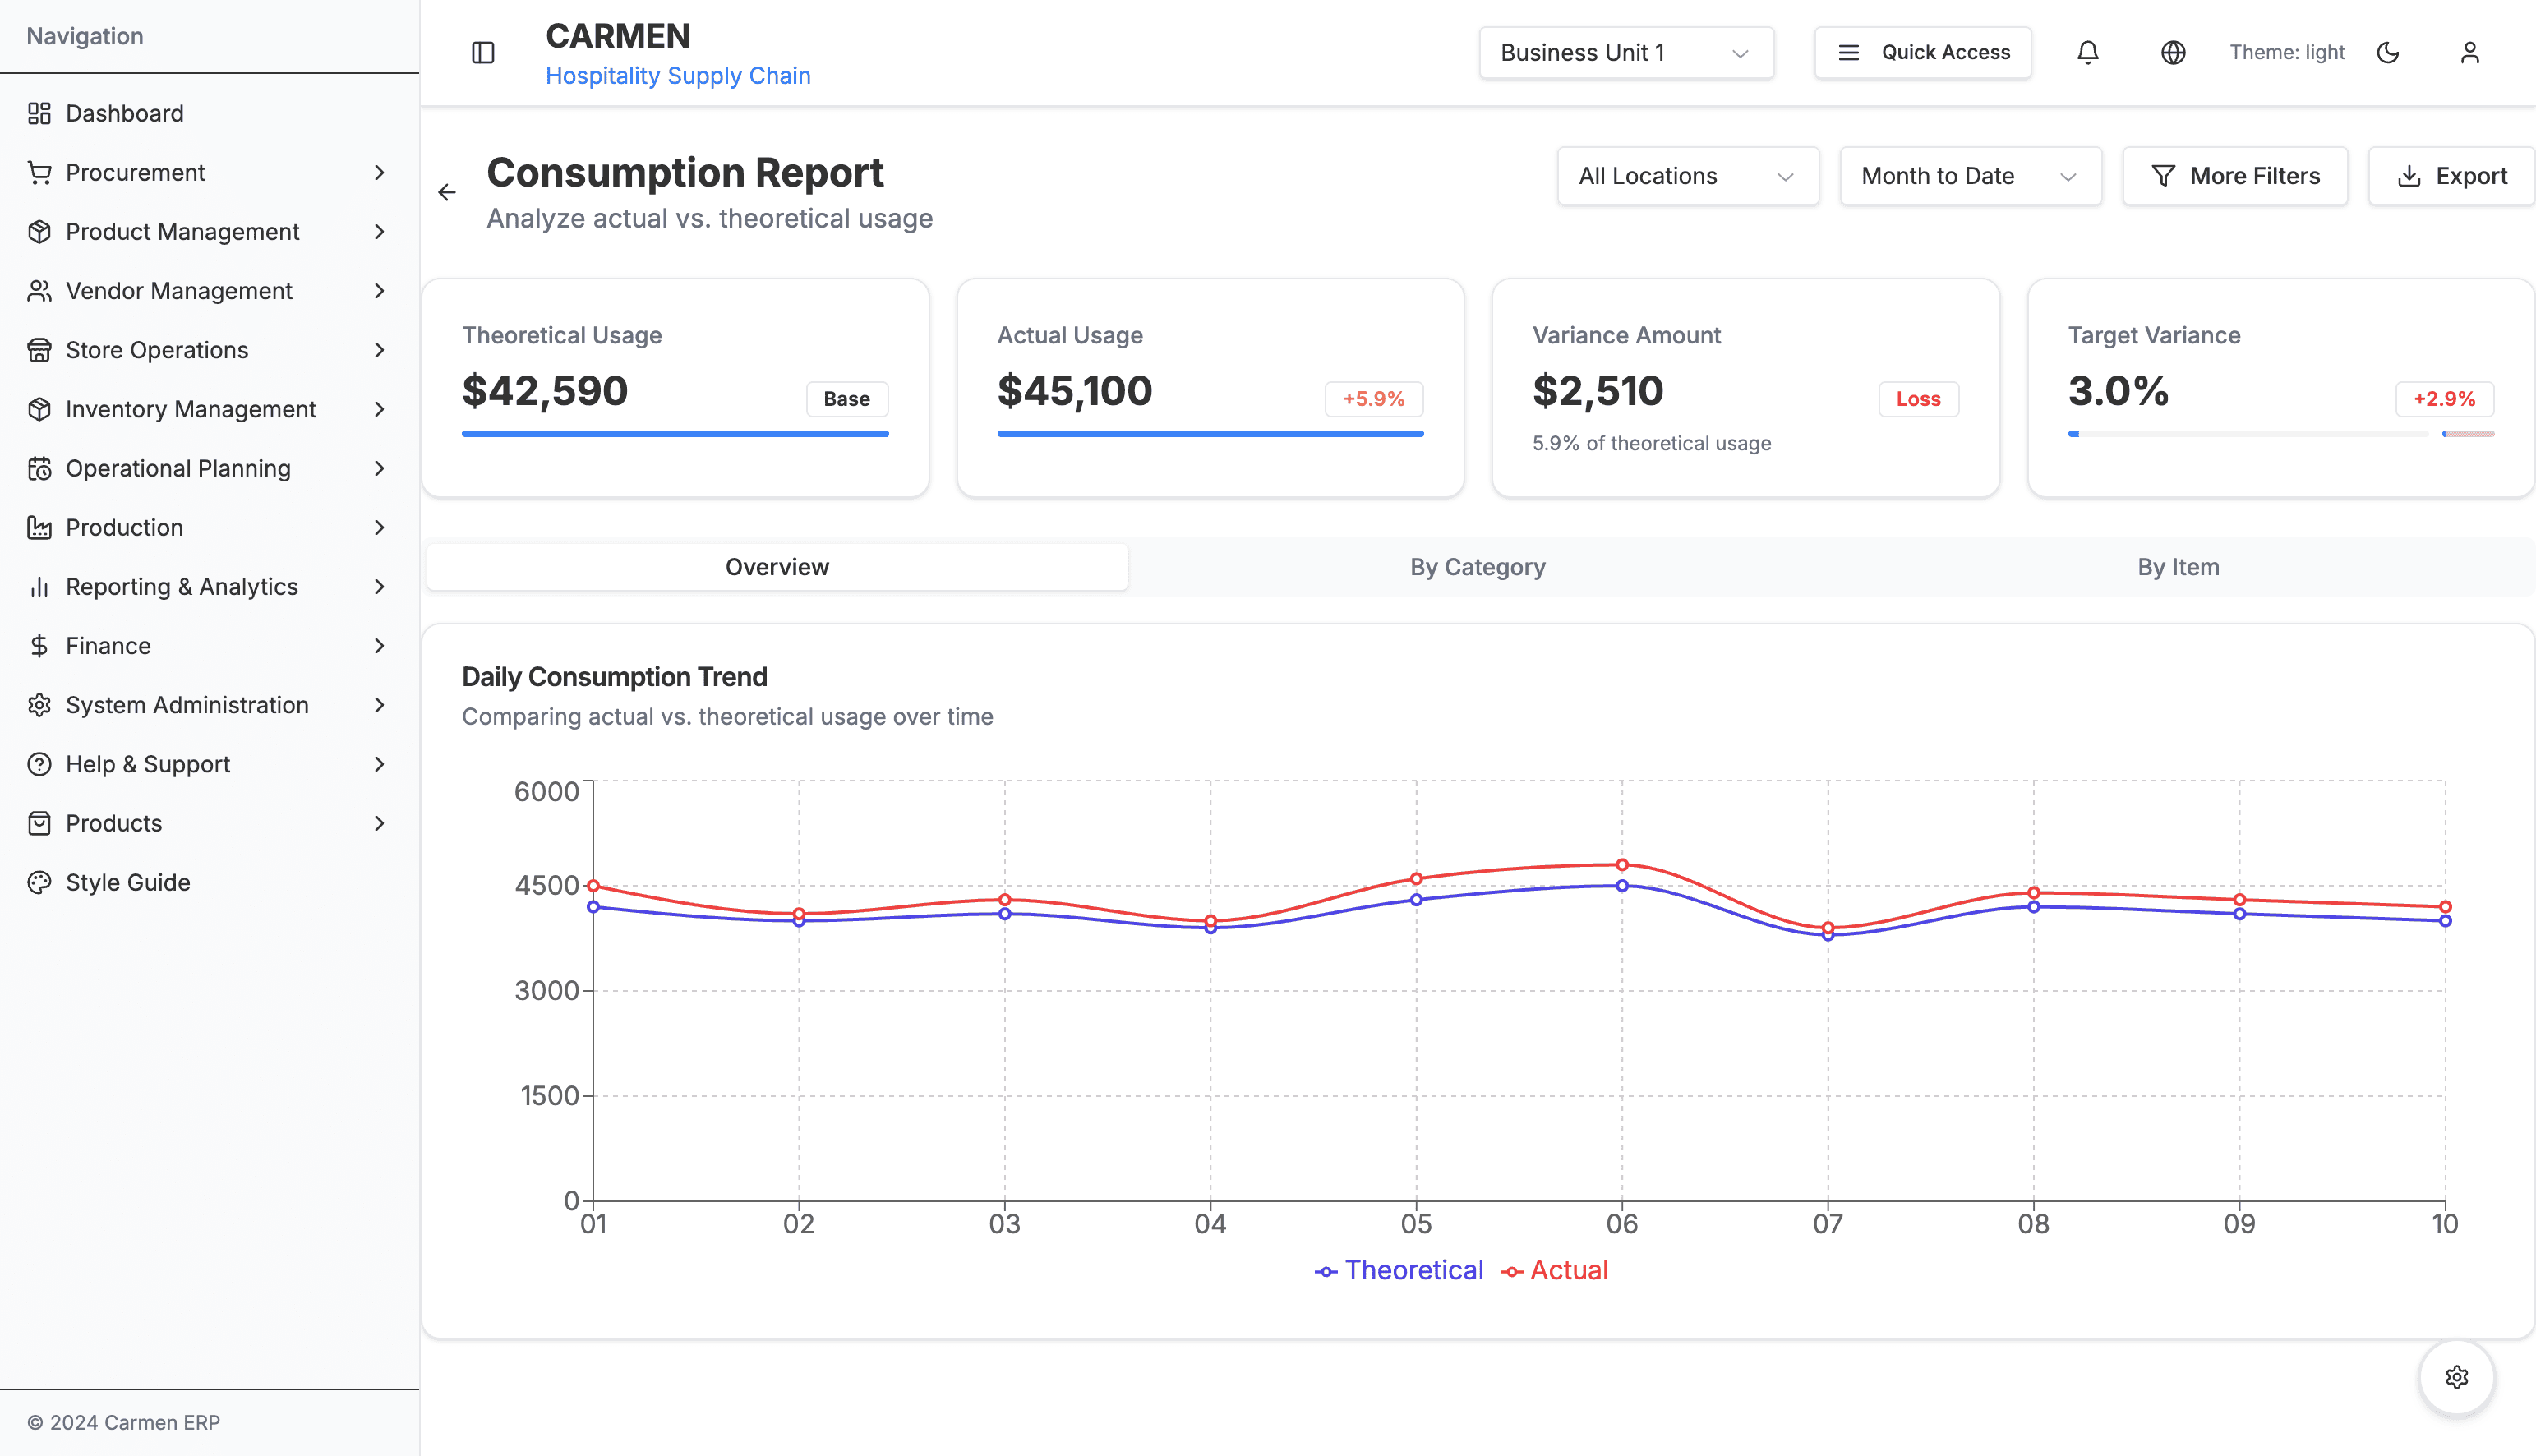 Navigation
Dashboard
Procurement
Product Management
Vendor Management
Store Operations
Inventory Management
Operational Planning
Production
Reporting & Analytics
Finance
System Administration
Help & Support
Products
Style Guide
© 2024 Carmen ERP
CARMEN
Hospitality Supply Chain
Business Unit 1
Quick Access
Theme: light
Consumption Report
Analyze actual vs. theoretical usage
All Locations
Month to Date
More Filters
Export
Theoretical Usage
$42,590
Base
Actual Usage
$45,100
+5.9%
Variance Amount
$2,510
Loss
5.9% of theoretical usage
Target Variance
3.0%
+2.9%
Overview
By Category
By Item
Daily Consumption Trend
Comparing actual vs. theoretical usage over time
6000
4500
3000
1500
0
01 02 03 04 05 06 07 08 09 10
Theoretical Actual